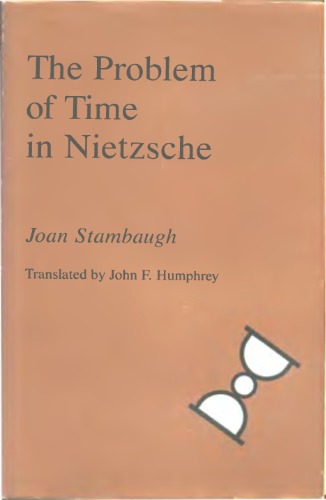 The Problem
of Time
in Nietzsche
Joan Stambaugh
Translated by John F. Humphrey